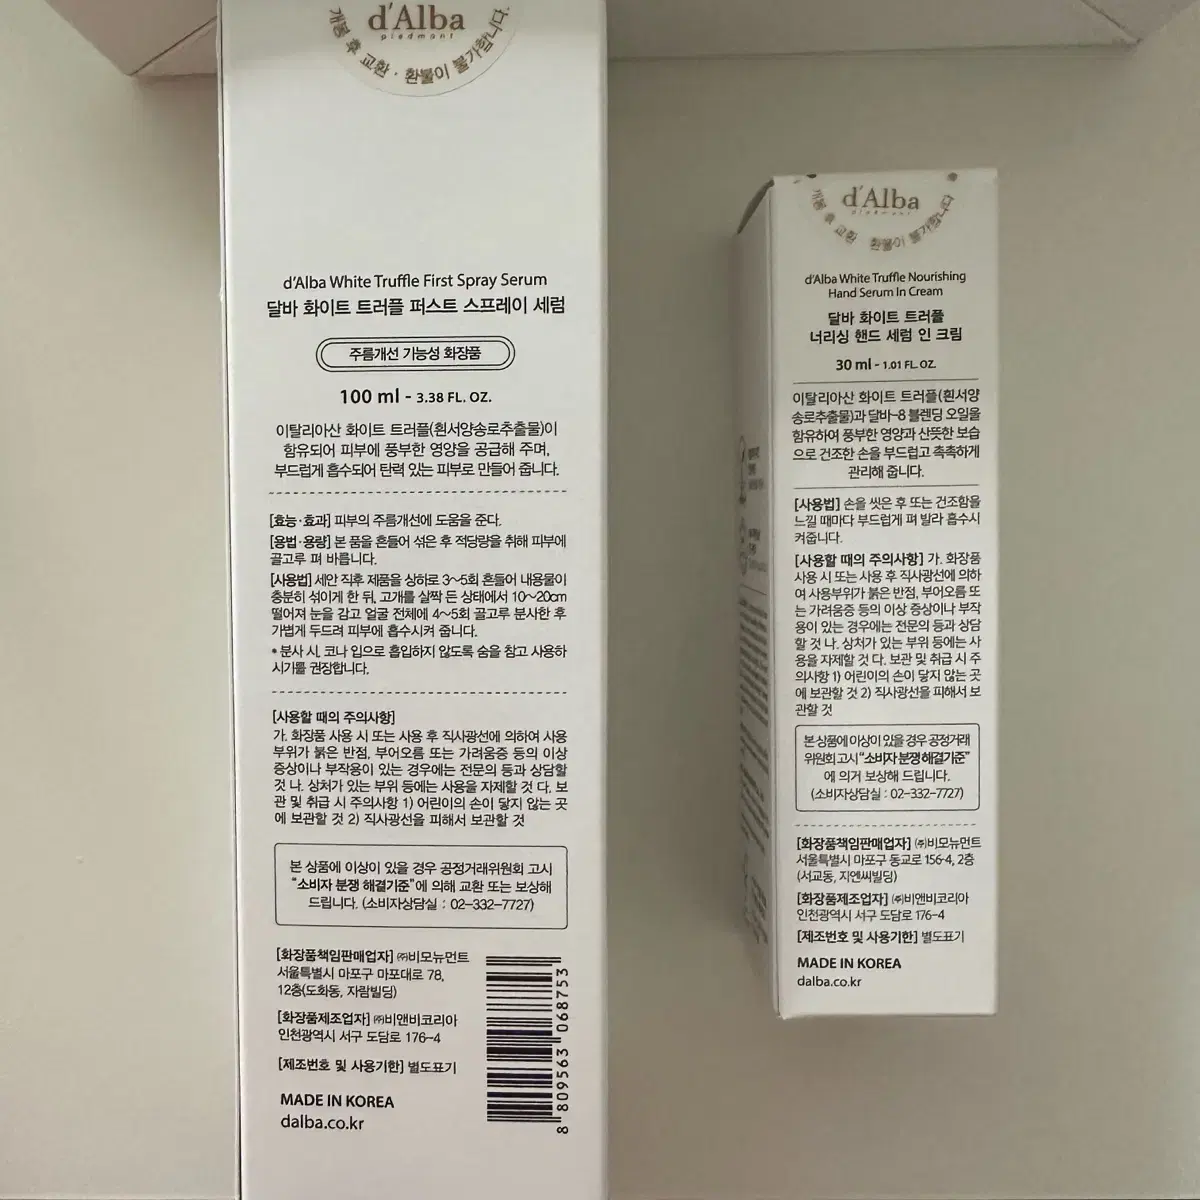 d'Alba
piedmont
개봉 후 교환·환불이 불가합니다.
d'Alba White Truffle First Spray Serum
달바 화이트 트러플 퍼스트 스프레이 세럼
주름개선 기능성 화장품
100 ml - 3.38 FL. OZ.
이탈리아산 화이트 트러플(흰서양송로추출물)이
함유되어 피부에 풍부한 영양을 공급해 주며,
부드럽게 흡수되어 탄력 있는 피부로 만들어 줍니다.
[효능·효과] 피부의 주름개선에 도움을 준다.
[용법·용량] 본 품을 흔들어 섞은 후 적당량을 취해 피부에
골고루 펴 바릅니다.
[사용법] 세안 직후 제품을 상하로 3~5회 흔들어 내용물이
충분히 섞이게 한 뒤, 고개를 살짝 든 상태에서 10~20cm
떨어져 눈을 감고 얼굴 전체에 4~5회 골고루 분사한 후
가볍게 두드려 피부에 흡수시켜 줍니다.
* 분사 시, 코나 입으로 흡입하지 않도록 숨을 참고 사용하
시기를 권장합니다.
[사용할 때의 주의사항]
가. 화장품 사용 시 또는 사용 후 직사광선에 의하여 사용
부위가 붉은 반점, 부어오름 또는 가려움증 등의 이상
증상이나 부작용이 있는 경우에는 전문의 등과 상담할
것 나. 상처가 있는 부위 등에는 사용을 자제할 것 다. 보
관 및 취급 시 주의사항 1) 어린이의 손이 닿지 않는 곳
에 보관할 것 2) 직사광선을 피해서 보관할 것
본 상품에 이상이 있을 경우 공정거래위원회 고시
"소비자 분쟁 해결기준"에 의해 교환 또는 보상해
드립니다. (소비자상담실 : 02-332-7727)
[화장품책임판매업자] ㈜비모뉴먼트
서울특별시 마포구 마포대로 78,
12층(도화동, 자람빌딩)
[화장품제조업자] ㈜비앤비코리아
인천광역시 서구 도담로 176-4
[제조번호 및 사용기한] 별도표기
MADE IN KOREA
dalba.co.kr
8 809563 068753
d'Alba
piedmont
개봉 후 교환 환불이 불가합니다
d'Alba White Truffle Nourishing
Hand Serum In Cream
달바 화이트 트러플
너리싱 핸드 세럼 인 크림
30 ml - 1.01 FL. OZ.
이탈리아산 화이트 트러플(흰서양
송로추출물)과 달바-8 블렌딩 오일을
함유하여 풍부한 영양과 산뜻한 보습
으로 건조한 손을 부드럽고 촉촉하게
관리해 줍니다.
[사용법] 손을 씻은 후 또는 건조함을
느낄 때마다 부드럽게 펴 발라 흡수시
켜줍니다.
[사용할 때의 주의사항] 가. 화장품
사용 시 또는 사용 후 직사광선에 의하
여 사용부위가 붉은 반점, 부어오름 또
는 가려움증 등의 이상 증상이나 부작
용이 있는 경우에는 전문의 등과 상담
할 것 나. 상처가 있는 부위 등에는 사
용을 자제할 것 다. 보관 및 취급 시 주
의사항 1) 어린이의 손이 닿지 않는 곳
에 보관할 것 2) 직사광선을 피해서 보
관할 것
본 상품에 이상이 있을 경우 공정거래
위원회 고시 "소비자 분쟁 해결기준"
에 의거 보상해 드립니다.
(소비자상담실 : 02-332-7727)
[화장품책임판매업자] ㈜비모뉴먼트
서울특별시 마포구 동교로 156-4, 2층
(서교동, 지엔씨빌딩)
[화장품제조업자] ㈜비앤비코리아
인천광역시 서구 도담로 176-4
[제조번호 및 사용기한] 별도표기
MADE IN KOREA
dalba.co.kr